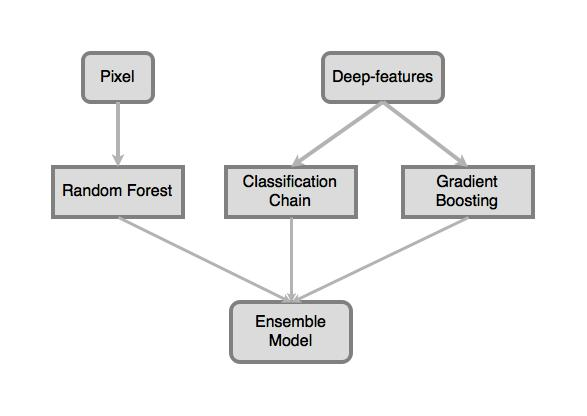 Pixel
Deep-features
Random Forest
Classification
Chain
Gradient
Boosting
Ensemble
Model